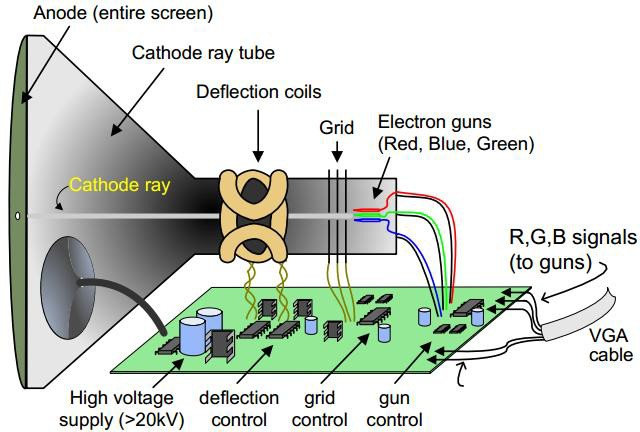 Anode (entire screen)
Cathode ray tube
Deflection coils
Grid
Electron guns
(Red, Blue, Green)
Cathode ray
R,G,B signals
(to guns)
VGA
cable
High voltage
supply (>20kV)
deflection
control
grid
control
gun
control